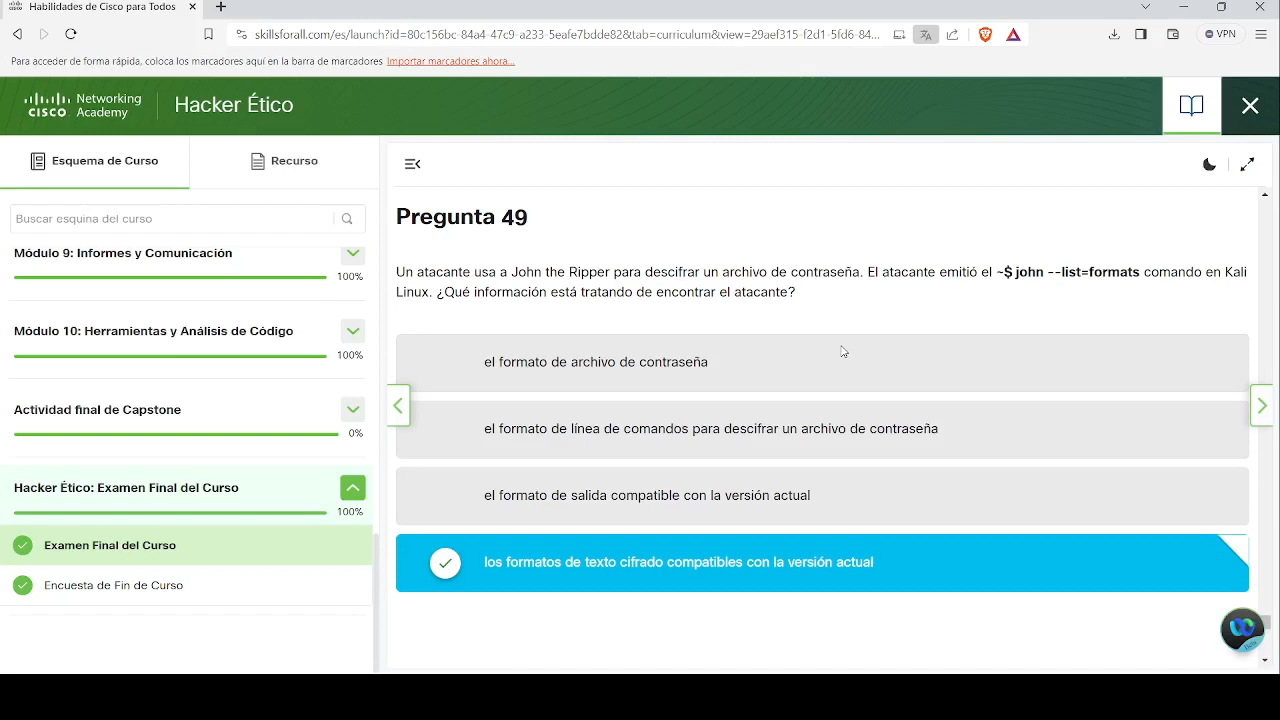 Habilidades de Cisco para Todos
skillsforall.com/es/launch?id=80c156bc-84a4-47c9-a233-5eafe7bdde82&tab=curriculum&view=29aef315-f2d1-5fd6-84...
VPN
Para acceder de forma rápida, coloca los marcadores aquí en la barra de marcadores Importar marcadores ahora...
cisco Networking Academy
Hacker Ético
Esquema de Curso
Recurso
Buscar esquina del curso
Módulo 9: Informes y Comunicación
100%
Módulo 10: Herramientas y Análisis de Código
100%
Actividad final de Capstone
0%
Hacker Ético: Examen Final del Curso
100%
Examen Final del Curso
Encuesta de Fin de Curso
Pregunta 49
Un atacante usa a John the Ripper para descifrar un archivo de contraseña. El atacante emitió el ~$ john --list=formats comando en Kali
Linux. ¿Qué información está tratando de encontrar el atacante?
el formato de archivo de contraseña
el formato de línea de comandos para descifrar un archivo de contraseña
el formato de salida compatible con la versión actual
los formatos de texto cifrado compatibles con la versión actual
Beta